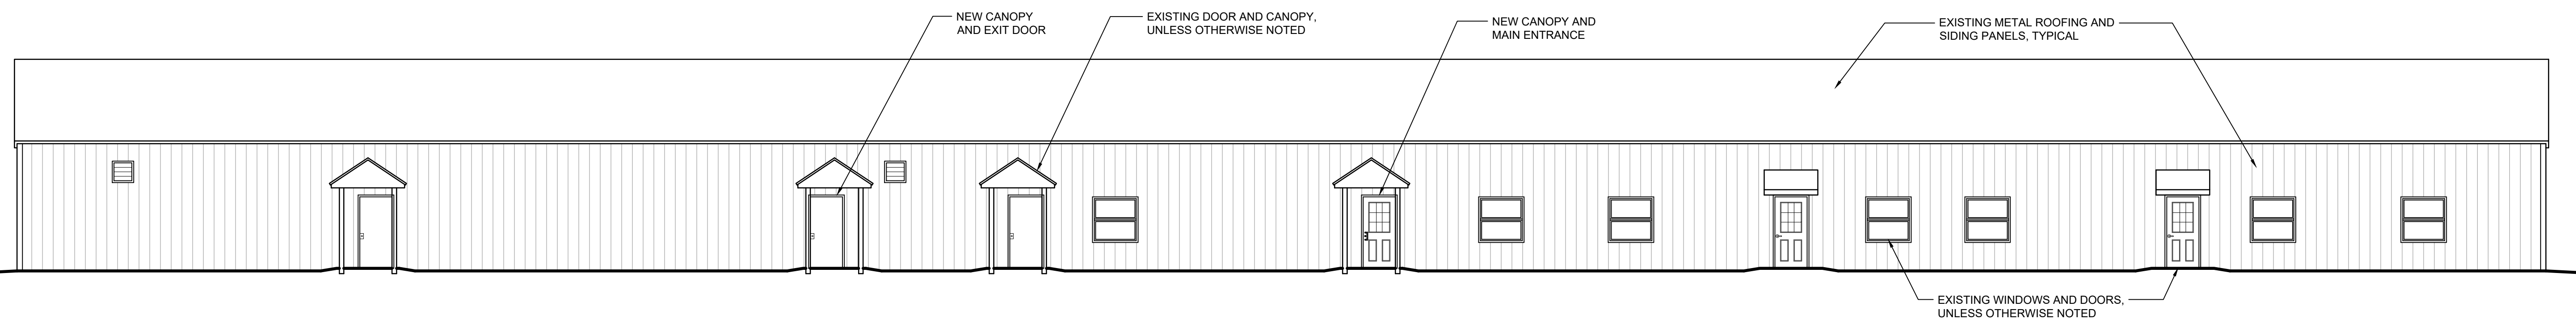 NEW CANOPY
AND EXIT DOOR
EXISTING DOOR AND CANOPY,
UNLESS OTHERWISE NOTED
NEW CANOPY AND
MAIN ENTRANCE
EXISTING METAL ROOFING AND
SIDING PANELS, TYPICAL
EXISTING WINDOWS AND DOORS,
UNLESS OTHERWISE NOTED